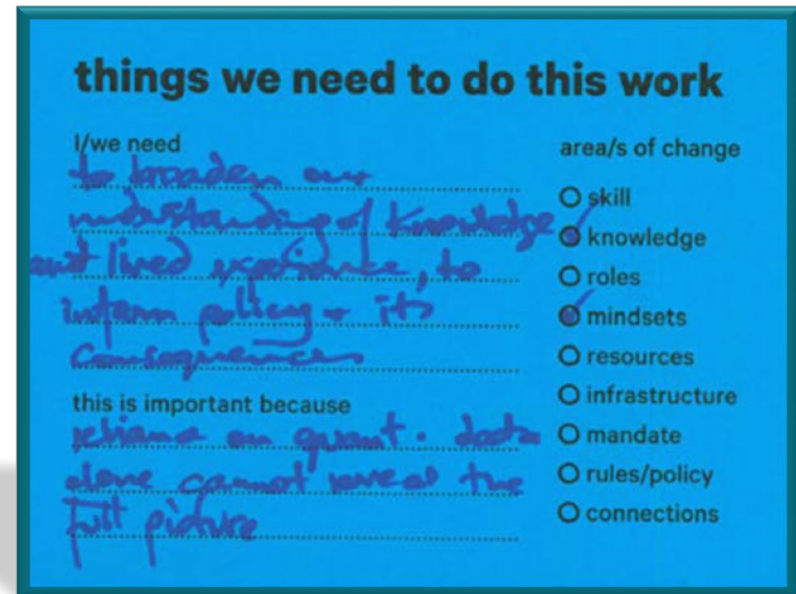 things we need to do this work
I/we need
to broaden our
understanding of knowledge
and lived experience, to
inform policy + its
consequences
this is important because
reliance on quant. data
alone cannot reveal the
full picture
area/s of change
skill
knowledge
roles
mindsets
resources
infrastructure
mandate
rules/policy
connections